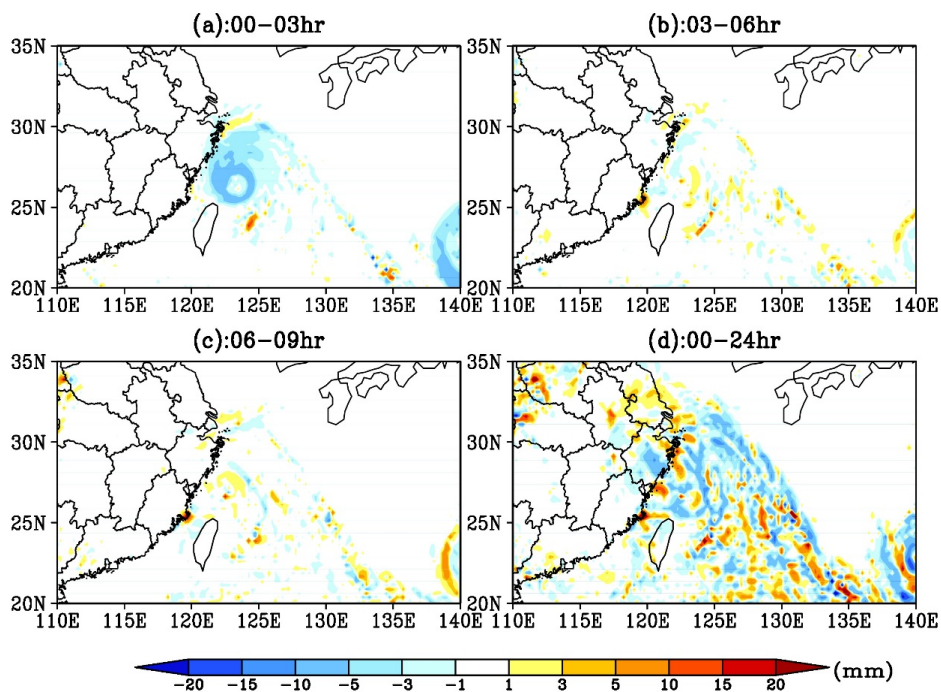 (a):00-03hr
(b):03-06hr
35N
30N
25N
20N
110E 115E 120E 125E 130E 135E 140E
35N
30N
25N
20N
110E 115E 120E 125E 130E 135E 140E
(c):06-09hr
(d):00-24hr
35N
30N
25N
20N
110E 115E 120E 125E 130E 135E 140E
35N
30N
25N
20N
110E 115E 120E 125E 130E 135E 140E
-20 -15 -10 -5 -3 -1 1 3 5 10 15 20 (mm)